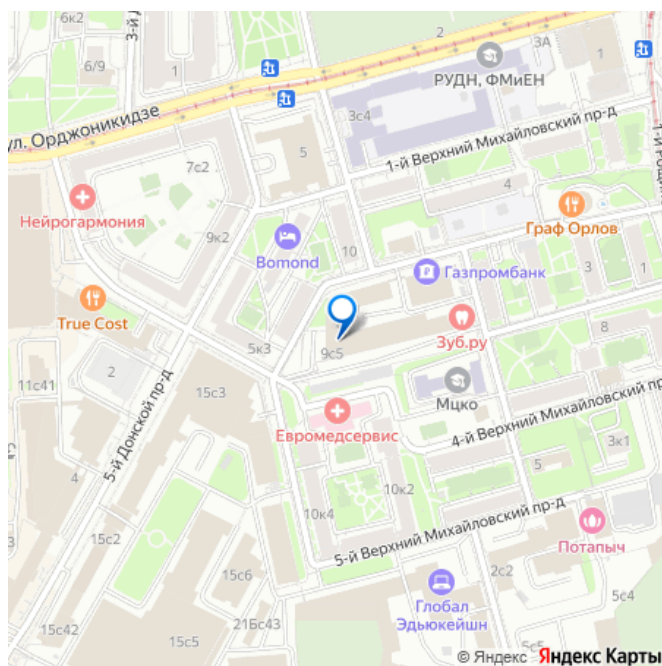 6к2
3-й
6/9
1
2
3А
1
РУДН, ФМиЕН
ул. Орджоникидзе
3с4
5
7с2
1-й Верхний Михайловский пр-д
Нейрогармония
4
Граф Орлов
9к2
Bomond
10
Газпромбанк
3
1
True Cost
5к3
9с5
Зуб.ру
8
2
11с41
15с3
Мцко
Евромедсервис
4-й Верхний Михайловский пр-д
5-й Донской пр-д
3к1
4
5
10к2
10к4
5-й Верхний Михайловский пр-д
Потапыч
15с2
15с6
2с2
Глобал
Эдьюкейшн
5с4
21Бс43
15с42
15с5
5с5
© Яндекс Яндекс Карты